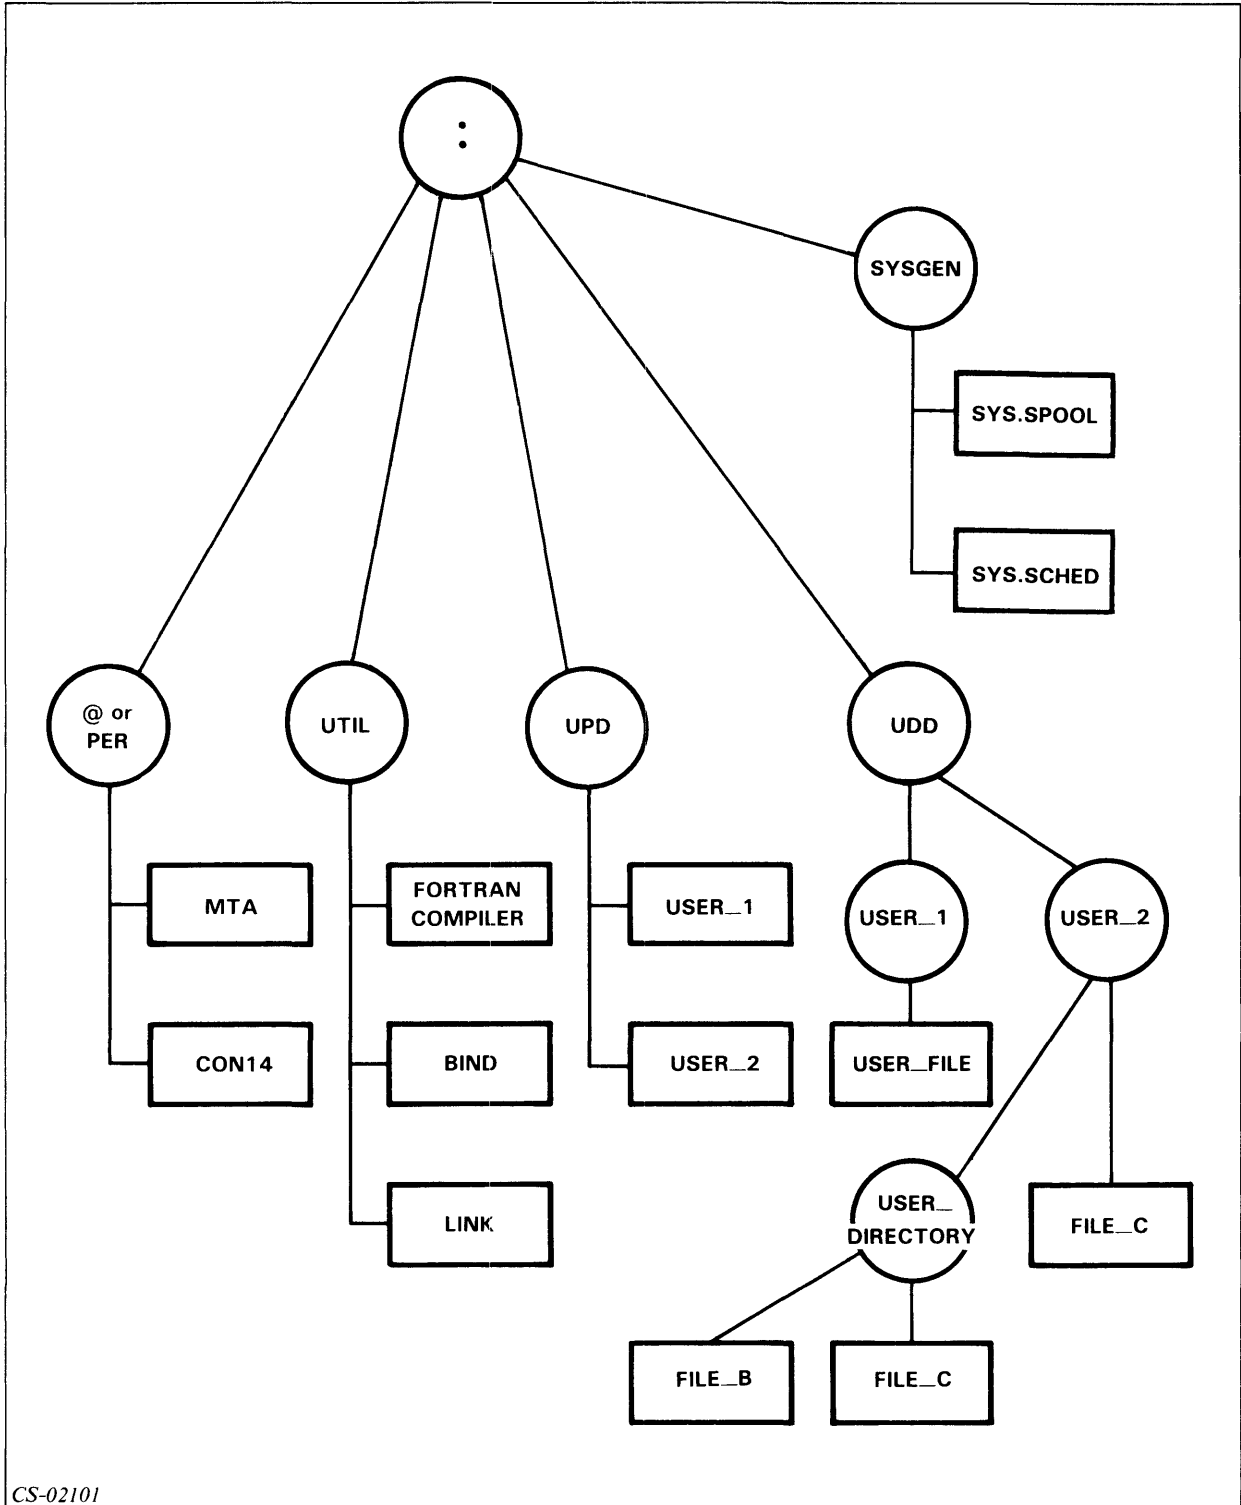 :
SYSGEN
SYS.SPOOL
SYS.SCHED
@ or
PER
UTIL
UPD
UDD
MTA
FORTRAN
COMPILER
USER_1
USER_1
USER_2
CON14
BIND
USER_2
USER_FILE
LINK
USER_
DIRECTORY
FILE_C
FILE_B
FILE_C
CS-02101